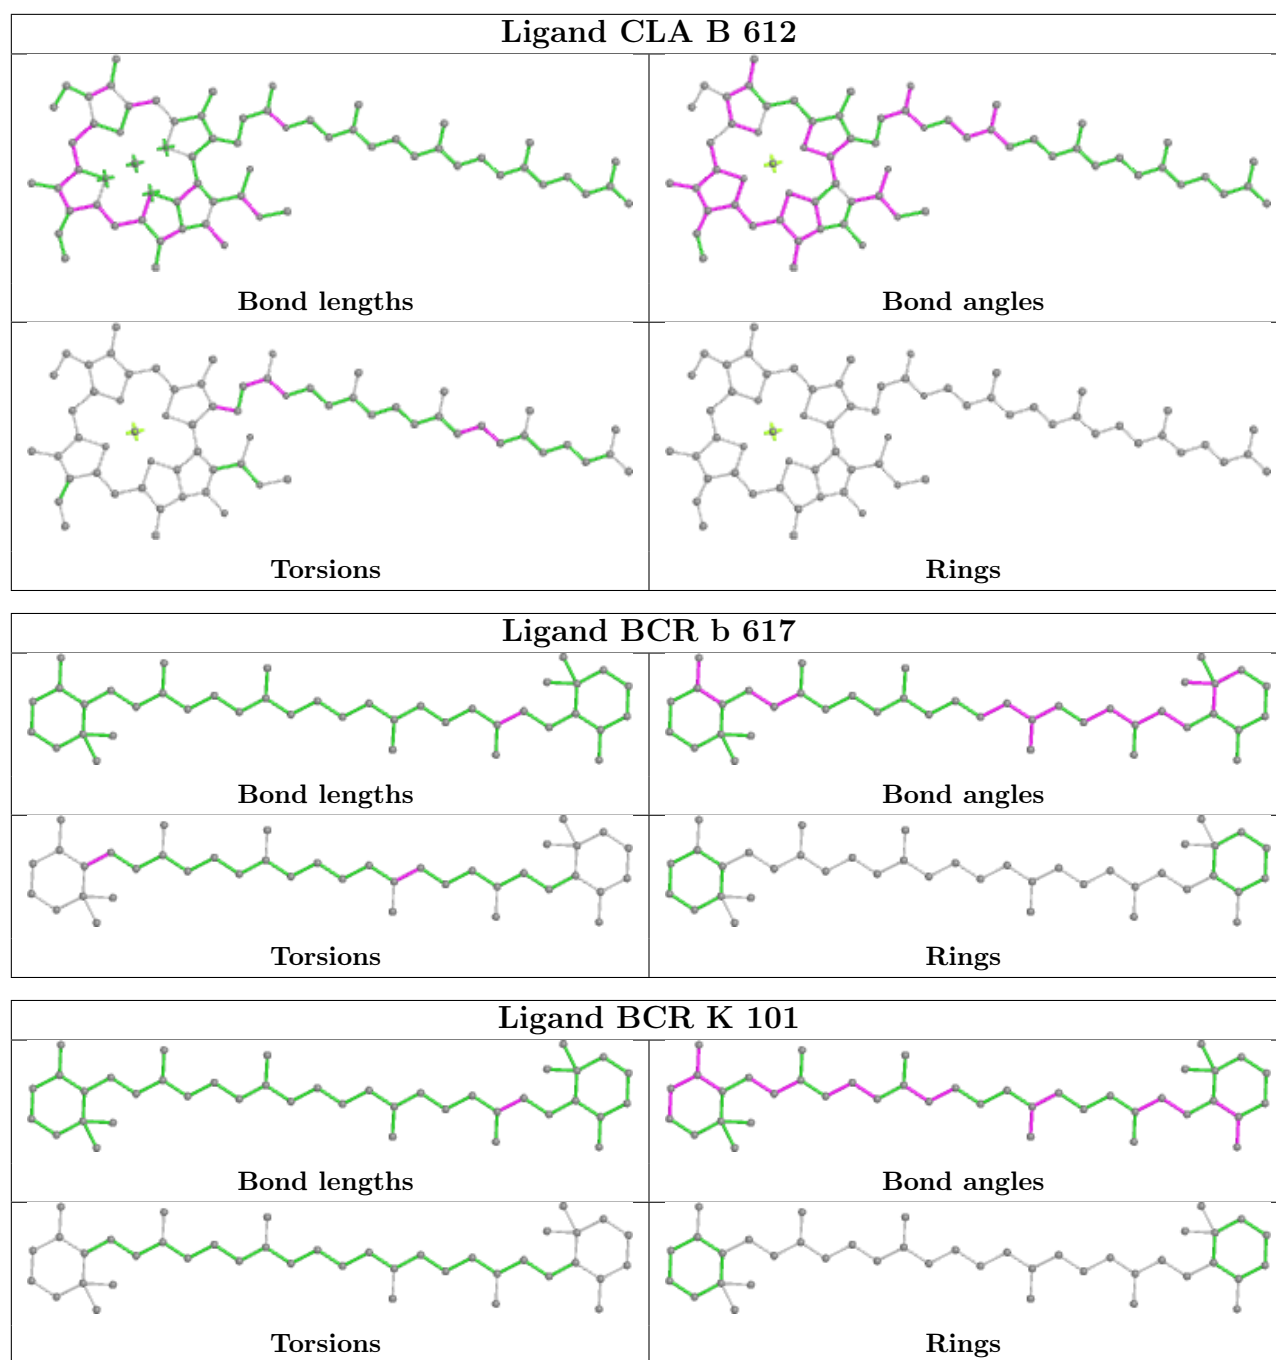 Ligand CLA B 612
Bond lengths
Bond angles
Torsions
Rings
Ligand BCR b 617
Bond lengths
Bond angles
Torsions
Rings
Ligand BCR K 101
Bond lengths
Bond angles
Torsions
Rings